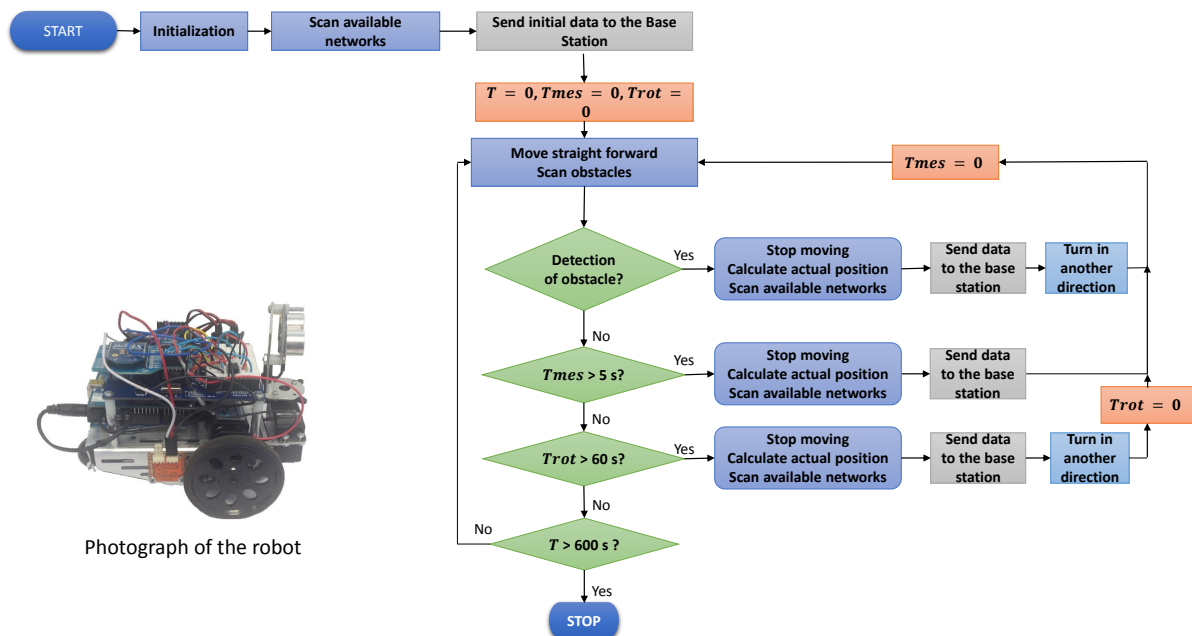 START
Initialization
Scan available
networks
Send initial data to the Base
Station
T = 0, Tmes = 0, Trot =
0
Move straight forward
Scan obstacles
Tmes = 0
Detection
of obstacle?
Yes
Stop moving
Calculate actual position
Scan available networks
Send data
to the base
station
Turn in
another
direction
No
Tmes > 5 s?
Yes
Stop moving
Calculate actual position
Scan available networks
Send data
to the base
station
Trot = 0
No
Trot > 60 s?
Yes
Stop moving
Calculate actual position
Scan available networks
Send data
to the base
station
Turn in
another
direction
No
No
T > 600 s ?
Yes
STOP
Photograph of the robot